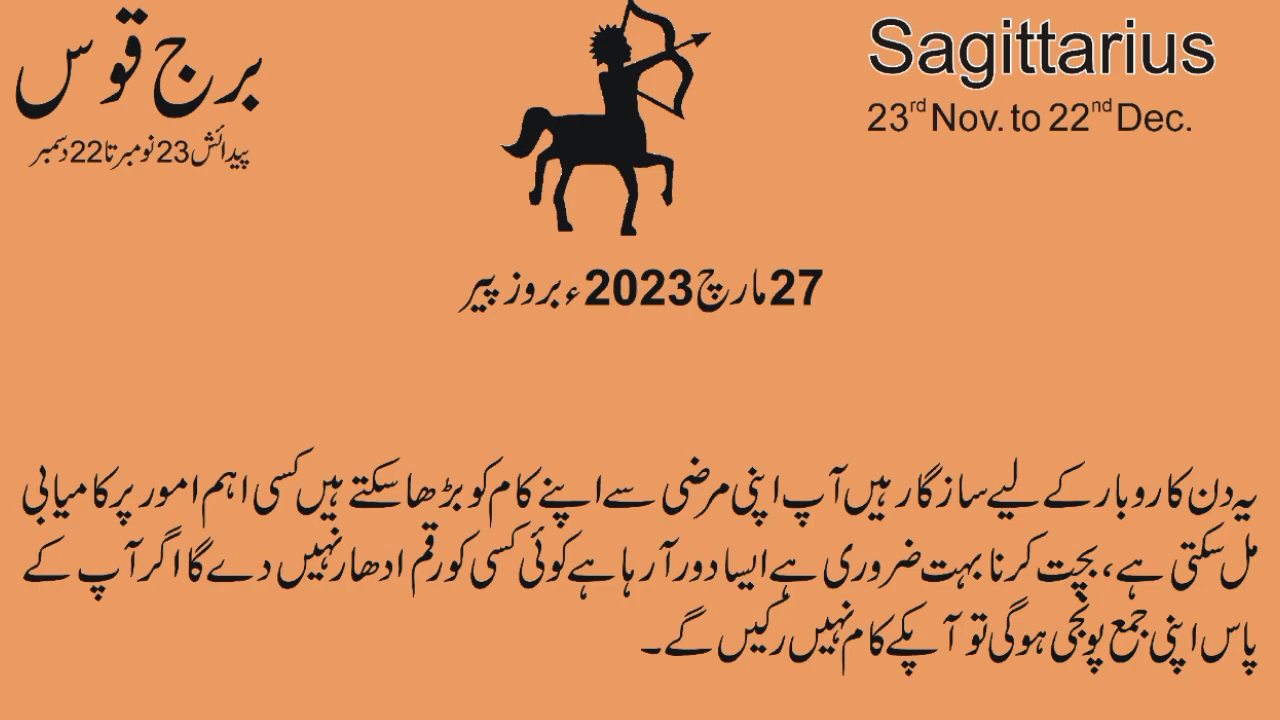 برج قوس
پیدائش 23 نومبر تا 22 دسمبر
Sagittarius
23rd Nov. to 22nd Dec.
27 مارچ 2023ء بروز پیر
یہ دن کاروبار کے لیے سازگار ہیں آپ اپنی مرضی سے اپنے کام کو بڑھا سکتے ہیں کسی اہم امور پر کامیابی
مل سکتی ہے، بچت کرنا بہت ضروری ہے ایسا دور آ رہا ہے کوئی کسی کو رقم ادھار نہیں دے گا اگر آپ کے
پاس اپنی جمع پونجی ہوگی تو آپکے کام نہیں رکیں گے۔